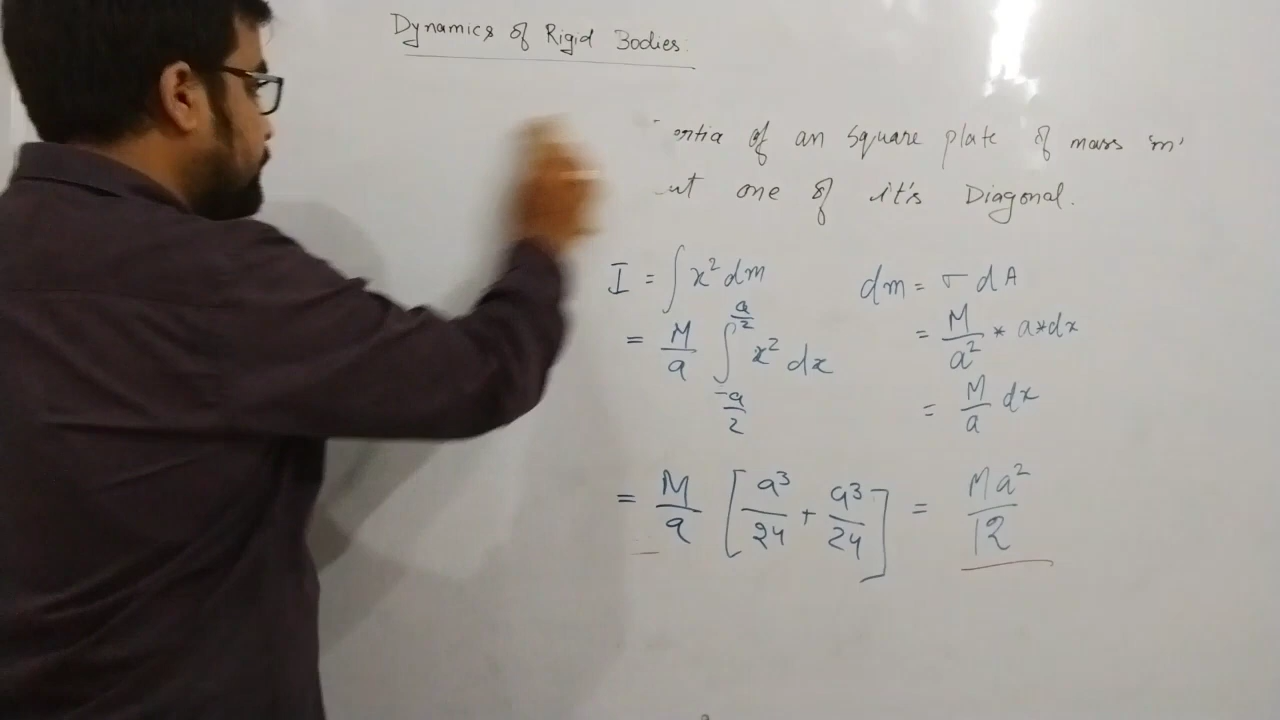 Dynamics of Rigid Bodies.
ertia of an square plate of mass 'm'
ut one of it's Diagonal.
I = ∫ x² dm    dm = σ dA
= M/a ∫_{-a/2}^{a/2} x² dx    = M/a² * a*dx
= M/a dx
= M/a [a³/24 + a³/24] = Ma²/12